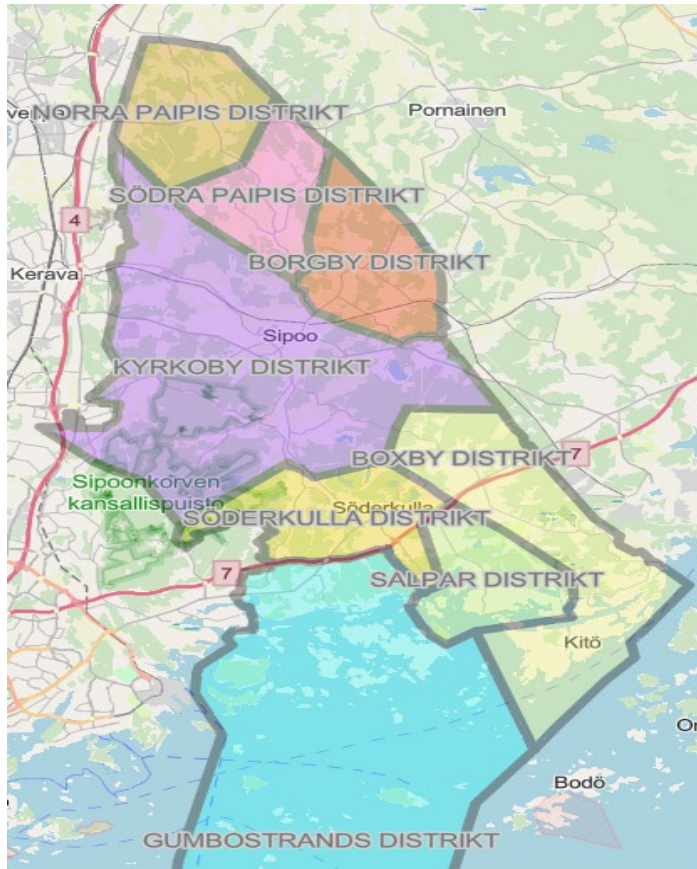 NORRA PAIPIS DISTRIKT
Pornainen
SÖDRA PAIPIS DISTRIKT
4
Kerava
BORGBY DISTRIKT
Sipoo
KYRKOBY DISTRIKT
BOXBY DISTRIKT
7
Sipoonkorven
kansallispuisto
Söderkulla
SÖDERKULLA DISTRIKT
7
SALPAR DISTRIKT
Kitö
Bodö
GUMBOSTRANDS DISTRIKT